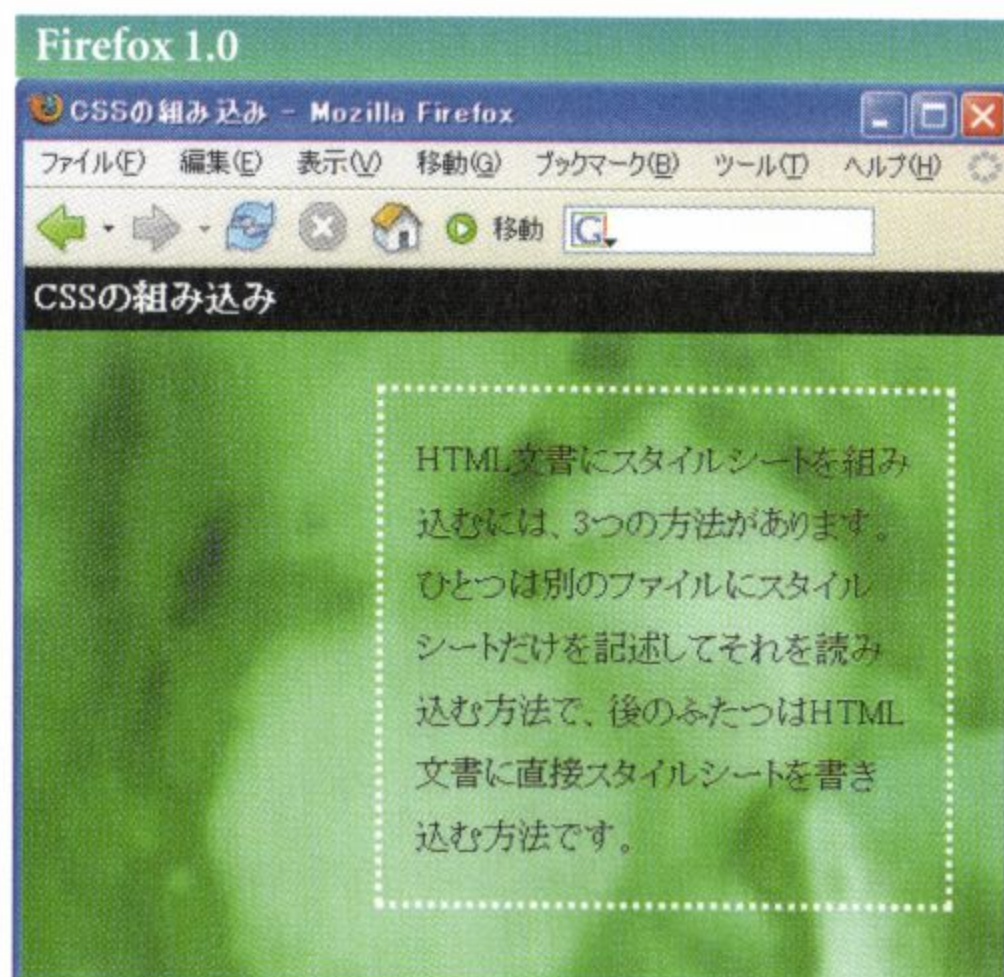 Firefox 1.0
CSSの組み込み - Mozilla Firefox
ファイル(F) 編集(E) 表示(V) 移動(G) ブックマーク(B) ツール(T) ヘルプ(H)
移動 G
CSSの組み込み
HTML文書にスタイルシートを組み
込むには、3つの方法があります。
ひとつは別のファイルにスタイル
シートだけを記述してそれを読み
込む方法で、後のふたつはHTML
文書に直接スタイルシートを書き
込む方法です。